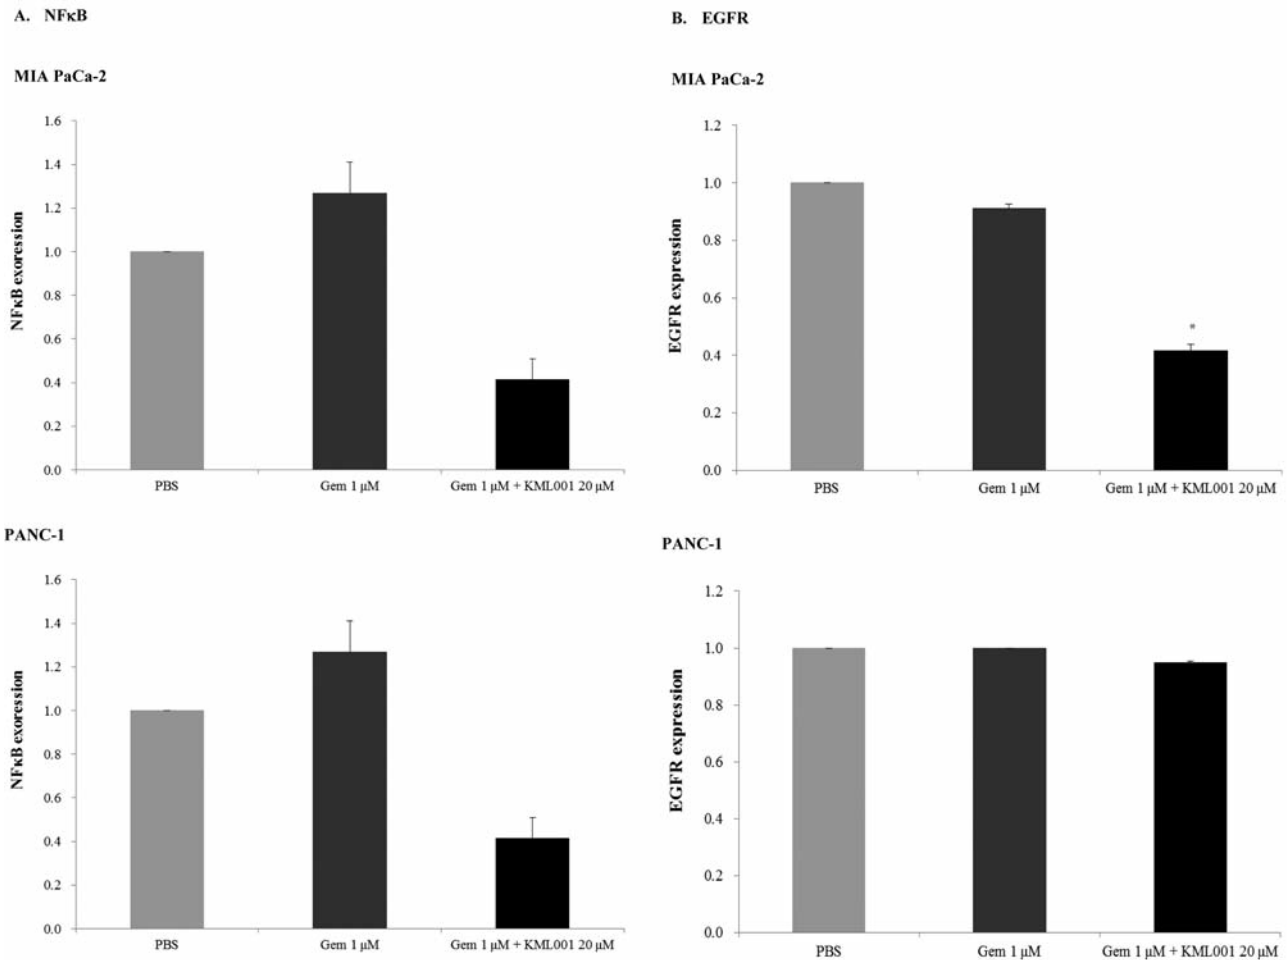 A. NFκB
MIA PaCa-2
NFκB exoression
1.6
1.4
1.2
1.0
0.8
0.6
0.4
0.2
0.0
PBS
Gem 1 μM
Gem 1 μM + KML001 20 μM
PANC-1
NFκB exoression
1.6
1.4
1.2
1.0
0.8
0.6
0.4
0.2
0.0
PBS
Gem 1 μM
Gem 1 μM + KML001 20 μM
B. EGFR
MIA PaCa-2
EGFR expression
1.2
1.0
0.8
0.6
0.4
0.2
0.0
*
PBS
Gem 1 μM
Gem 1 μM + KML001 20 μM
PANC-1
EGFR expression
1.2
1.0
0.8
0.6
0.4
0.2
0.0
PBS
Gem 1 μM
Gem 1 μM + KML001 20 μM